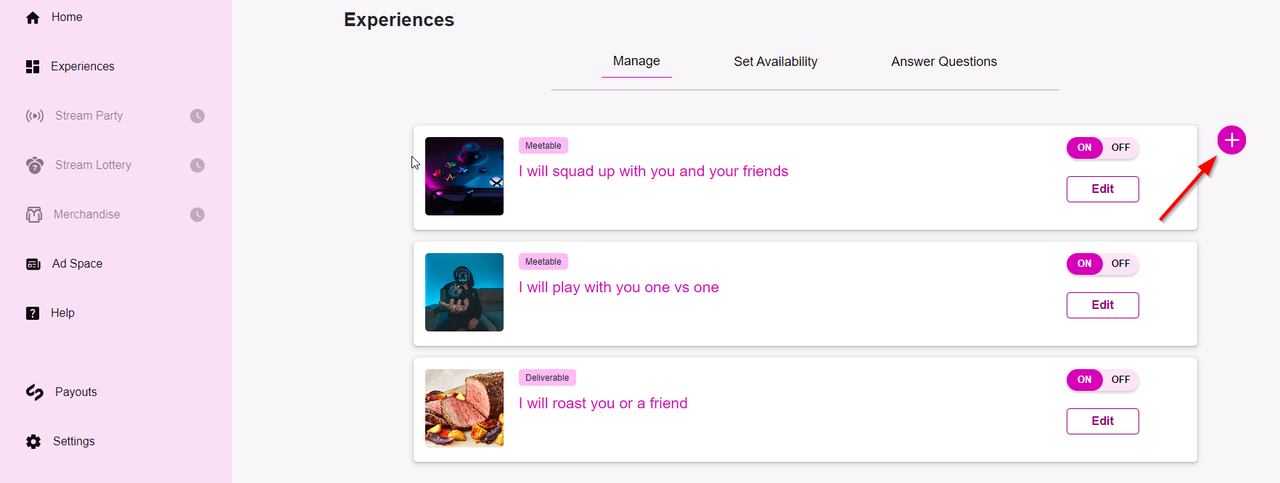 Home
Experiences
Stream Party
Stream Lottery
7
Merchandise
Ad Space
Help
Payouts
Settings
Experiences
Manage
Set Availability
Answer Questions
Meetable
I will squad up with you and your friends
ON OFF
Edit
Meetable
I will play with you one vs one
ON OFF
Edit
Deliverable
I will roast you or a friend
ON OFF
Edit